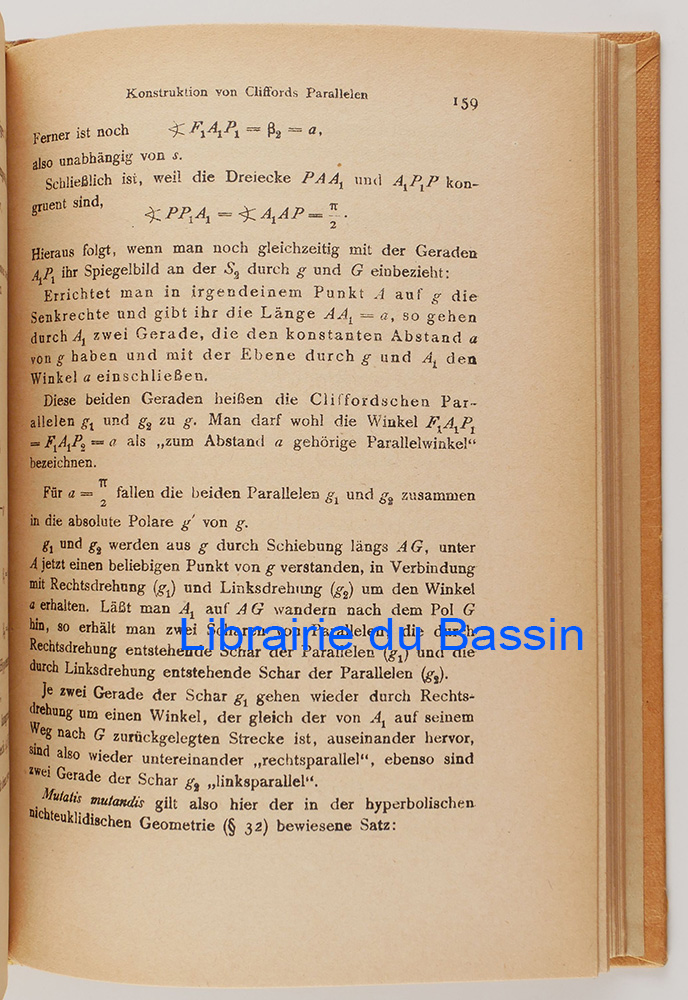 Konstruktion von Cliffords Parallelen
159
Ferner ist noch ∢ F₁A₁P₁ = β₂ = a,
also unabhängig von s.
Schließlich ist, weil die Dreiecke PAA₁ und A₁P₁P kon-
gruent sind,
∢ PP₁A₁ = ∢ A₁AP = π/2.
Hieraus folgt, wenn man noch gleichzeitig mit der Geraden
A₁P₁ ihr Spiegelbild an der S₂ durch g und G einbezieht:
Errichtet man in irgendeinem Punkt A auf g die
Senkrechte und gibt ihr die Länge AA₁ = a, so gehen
durch A₁ zwei Gerade, die den konstanten Abstand a
von g haben und mit der Ebene durch g und A₁ den
Winkel a einschließen.
Diese beiden Geraden heißen die Cliffordschen Par-
allelen g₁ und g₂ zu g. Man darf wohl die Winkel F₁A₁P₁
= F₁A₁P₂ = a als „zum Abstand a gehörige Parallelwinkel“
bezeichnen.
Für a = π/2 fallen die beiden Parallelen g₁ und g₂ zusammen
in die absolute Polare g′ von g.
g₁ und g₂ werden aus g durch Schiebung längs AG, unter
A jetzt einen beliebigen Punkt von g verstanden, in Verbindung
mit Rechtsdrehung (g₁) und Linksdrehung (g₂) um den Winkel
a erhalten. Läßt man A₁ auf AG wandern nach dem Pol G
hin, so erhält man zwei Scharen von Parallelen, die durch
Librairie du Bassin
Rechtsdrehung entstehende Schar der Parallelen (g₁) und die
durch Linksdrehung entstehende Schar der Parallelen (g₂).
Je zwei Gerade der Schar g₁ gehen wieder durch Rechts-
drehung um einen Winkel, der gleich der von A₁ auf seinem
Weg nach G zurückgelegten Strecke ist, auseinander hervor,
sind also wieder untereinander „rechtsparallel“, ebenso sind
zwei Gerade der Schar g₂ „linksparallel“.
Mutatis mutandis gilt also hier der in der hyperbolischen
nichteuklidischen Geometrie (§ 32) bewiesene Satz: